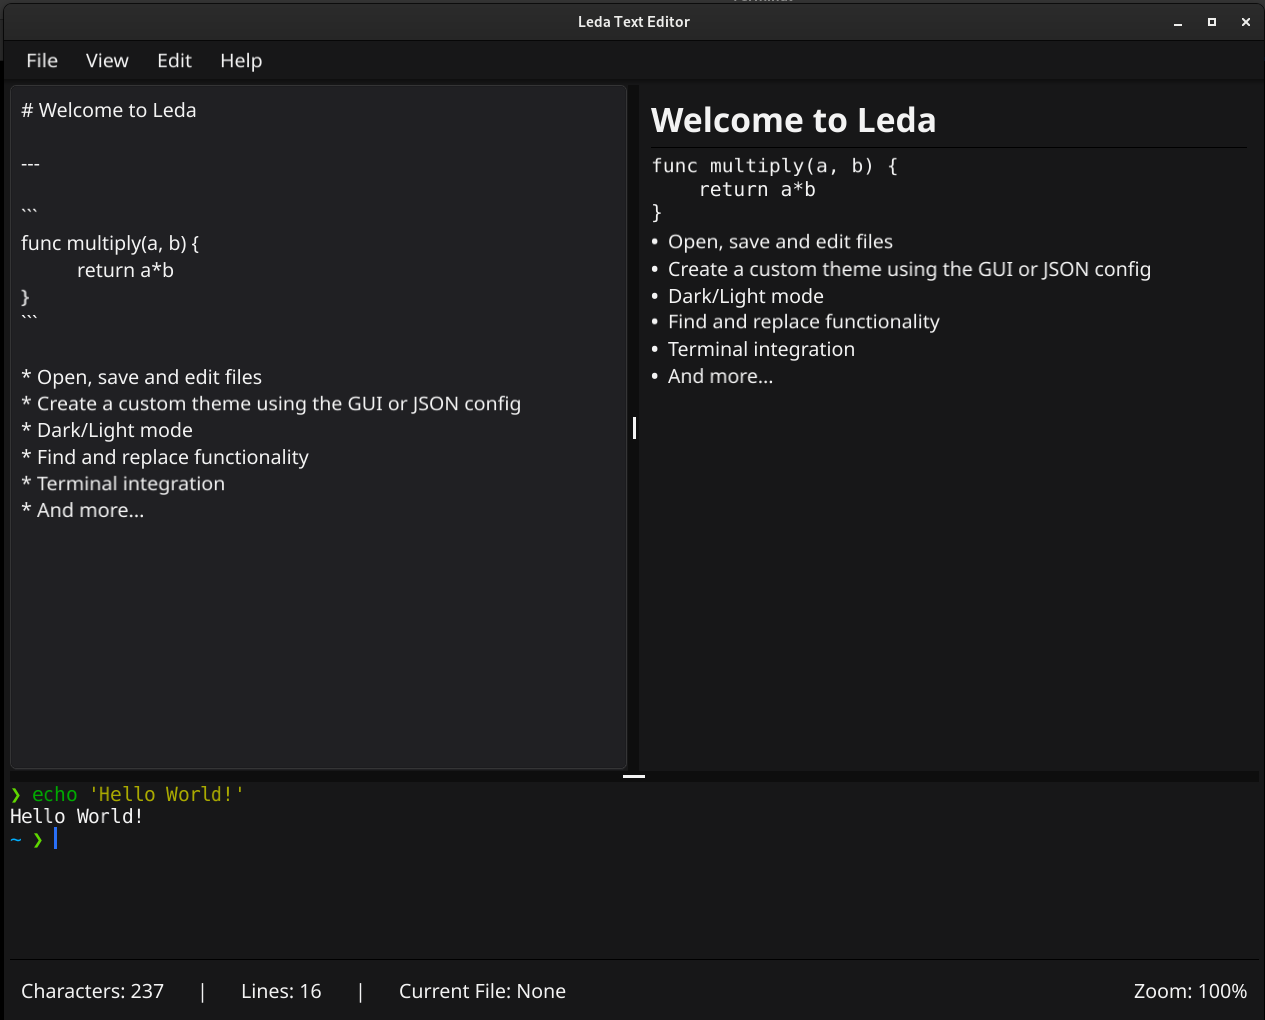 Leda Text Editor
File View Edit Help
# Welcome to Leda
---
```
func multiply(a, b) {
return a*b
}
```
* Open, save and edit files
* Create a custom theme using the GUI or JSON config
* Dark/Light mode
* Find and replace functionality
* Terminal integration
* And more...
Welcome to Leda
func multiply(a, b) {
return a*b
}
• Open, save and edit files
• Create a custom theme using the GUI or JSON config
• Dark/Light mode
• Find and replace functionality
• Terminal integration
• And more...
❯ echo 'Hello World!'
Hello World!
~ ❯
Characters: 237 | Lines: 16 | Current File: None Zoom: 100%